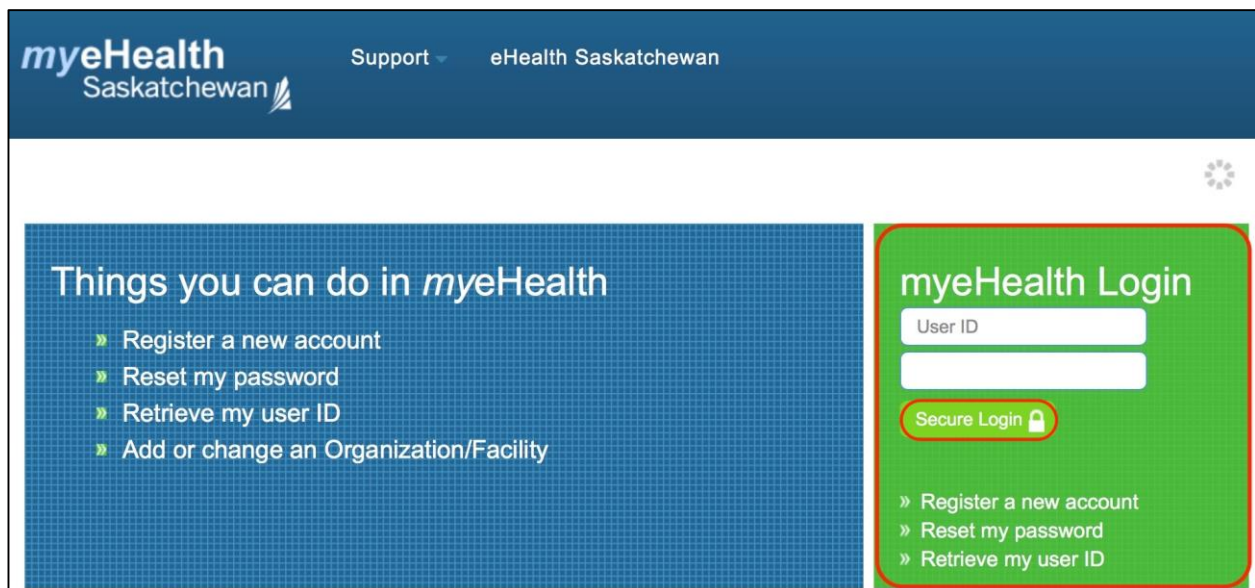 myeHealth
Saskatchewan
Support
eHealth Saskatchewan
Things you can do in myeHealth
» Register a new account
» Reset my password
» Retrieve my user ID
» Add or change an Organization/Facility
myeHealth Login
User ID
Secure Login
» Register a new account
» Reset my password
» Retrieve my user ID